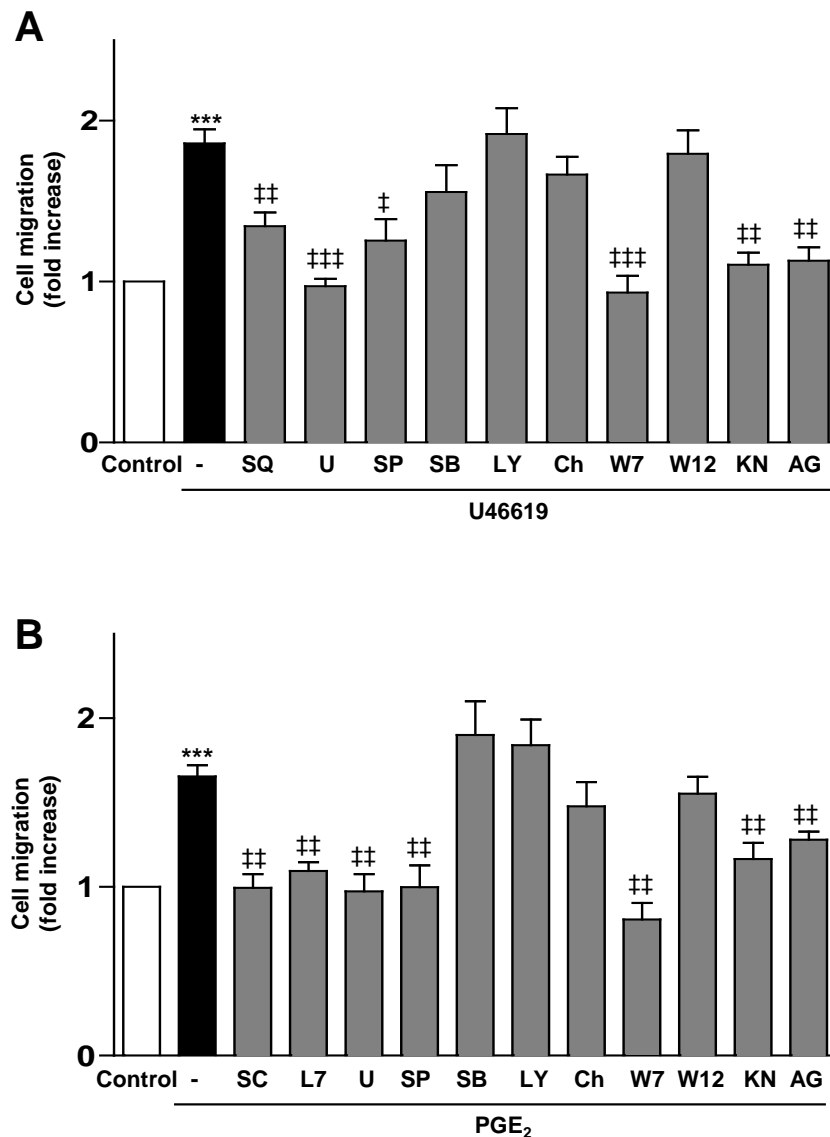 A
Cell migration
(fold increase)
2
1
0
***
‡‡
‡‡‡
‡
‡‡‡
‡‡
‡‡
Control - SQ U SP SB LY Ch W7 W12 KN AG
U46619
B
Cell migration
(fold increase)
2
1
0
***
‡‡
‡‡
‡‡
‡‡
‡‡
‡‡
‡‡
Control - SC L7 U SP SB LY Ch W7 W12 KN AG
PGE₂